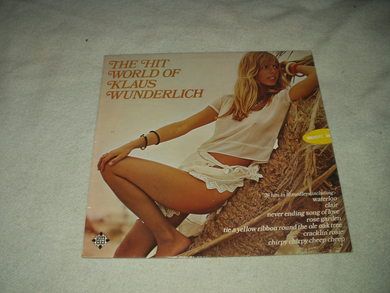 THE HIT
WORLD OF
KLAUS
WUNDERLICH
waterloo
clair
never ending song of love
rose garden
tie a yellow ribbon round the ole oak tree
cracklin' rosie
chirpy chirpy cheep cheep